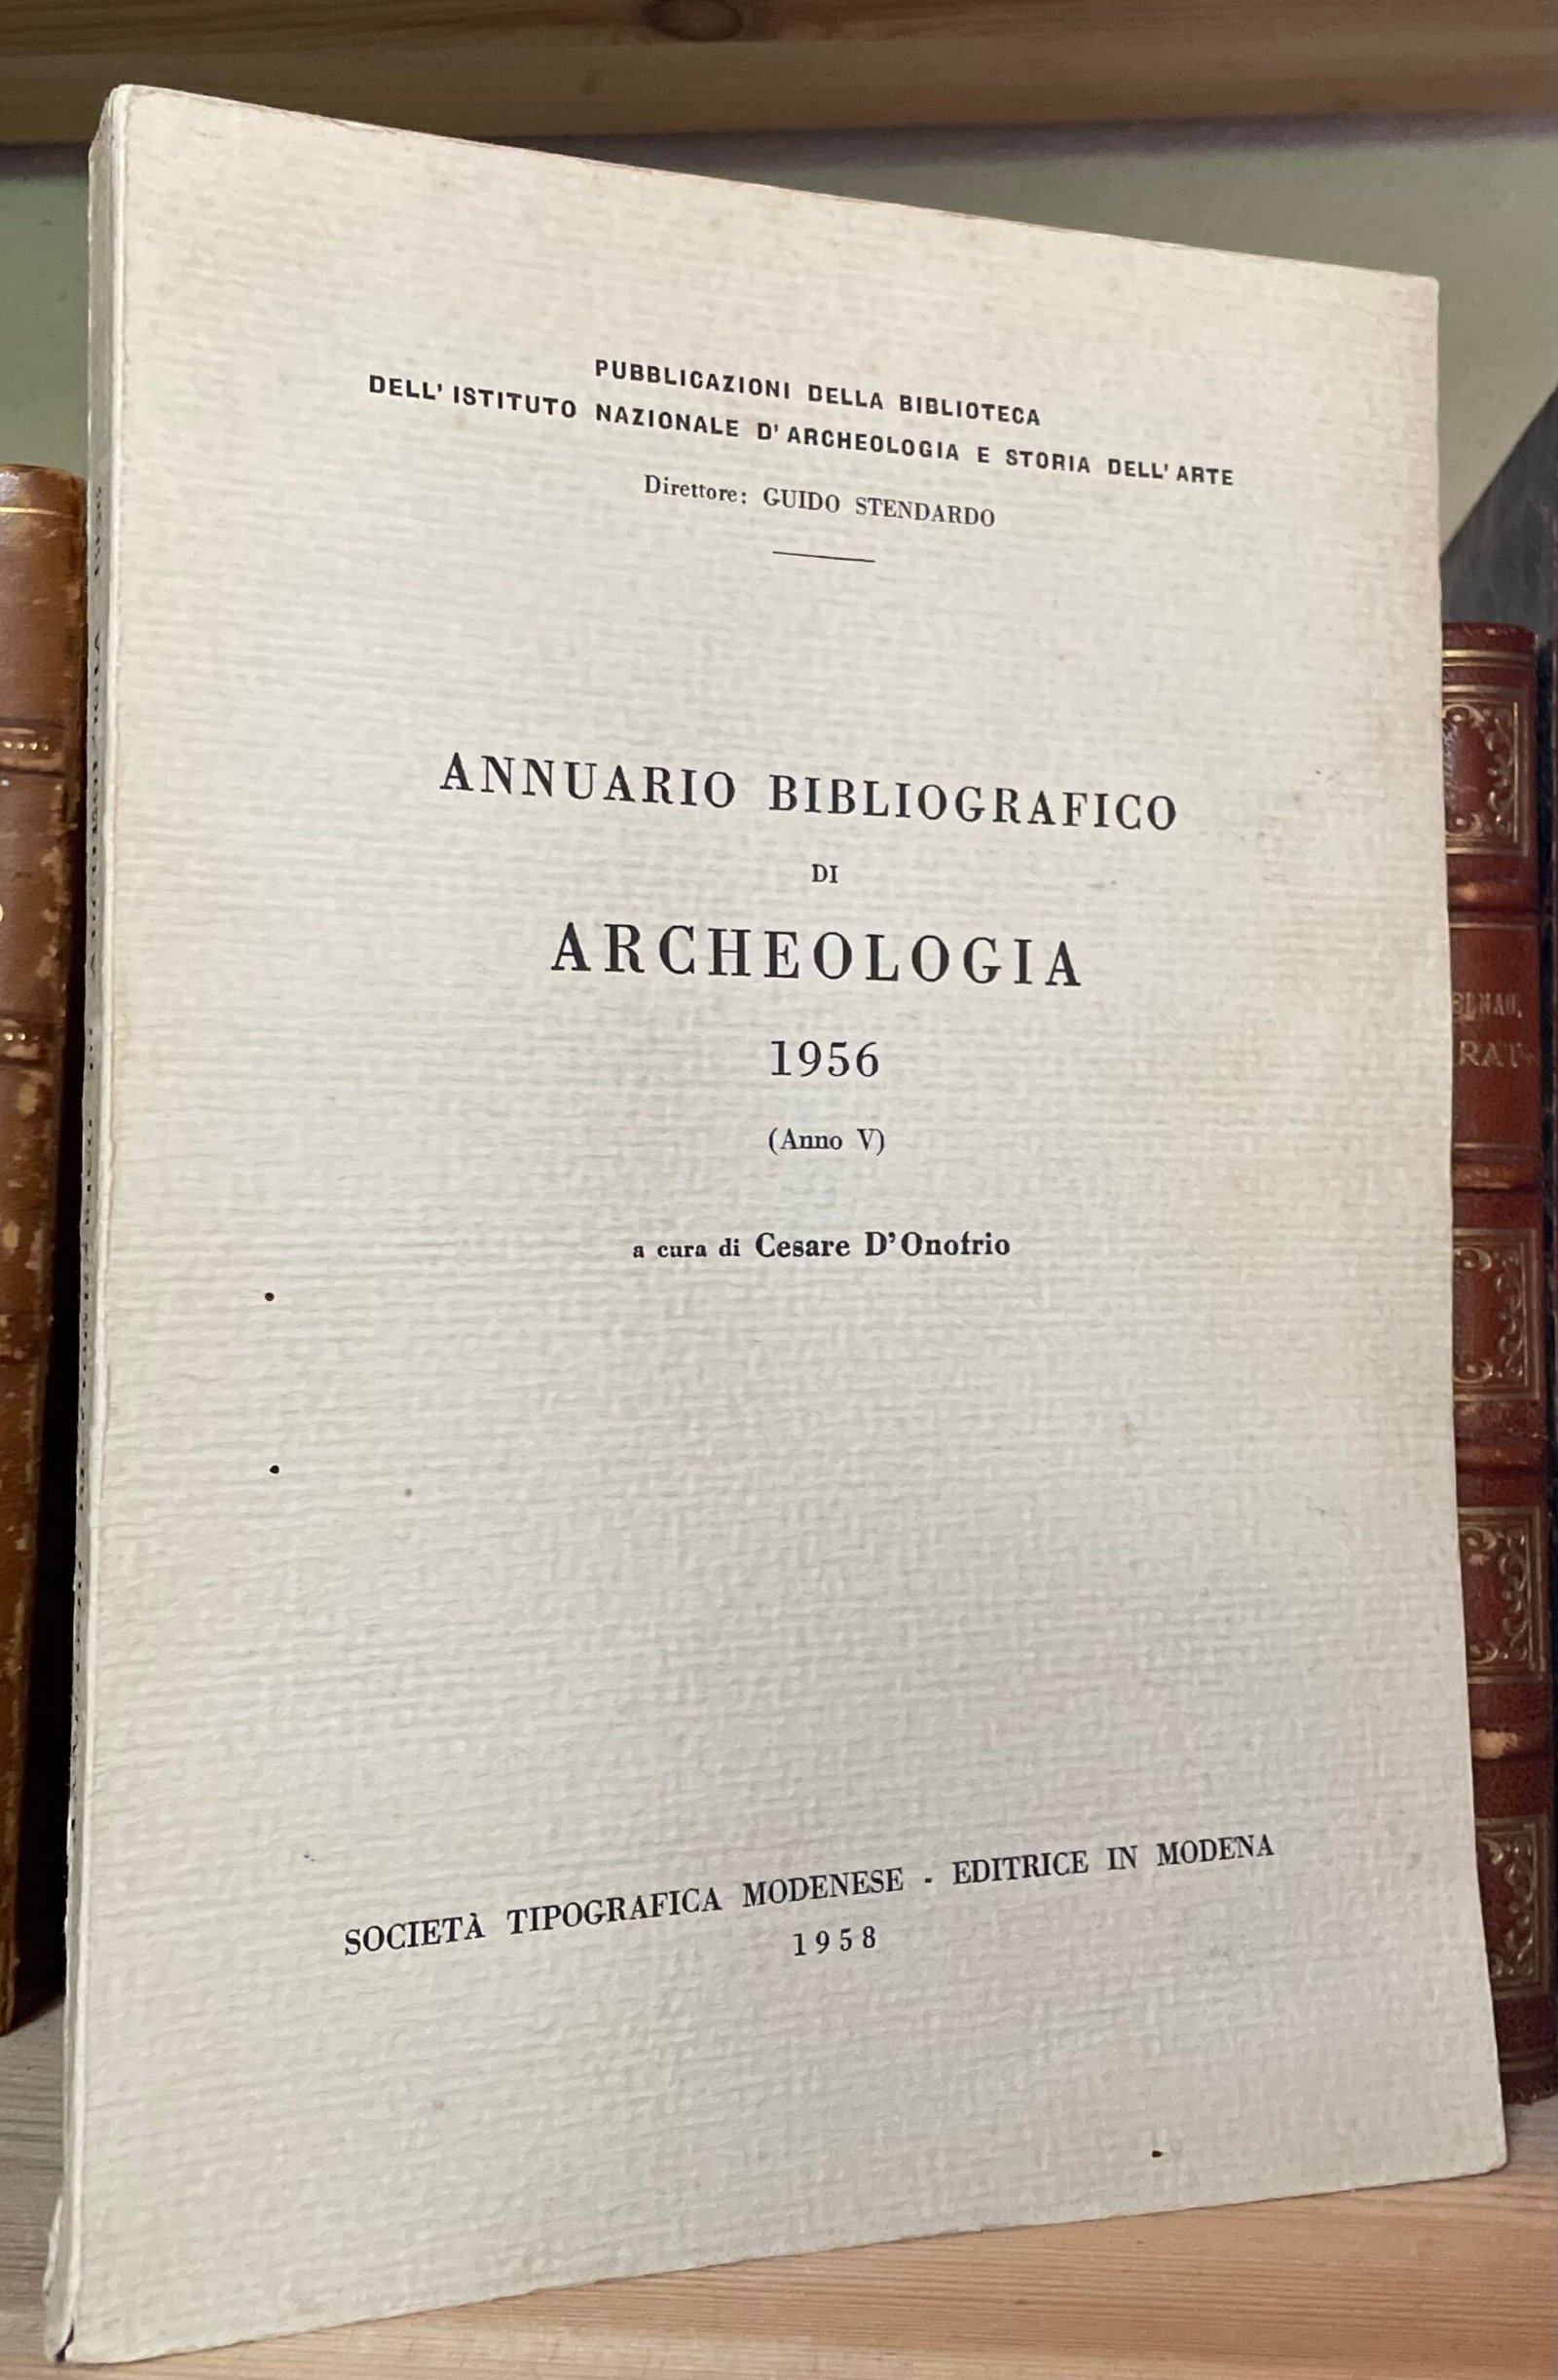 PUBBLICAZIONI DELLA BIBLIOTECA
DELL' ISTITUTO NAZIONALE D' ARCHEOLOGIA E STORIA DELL' ARTE
Direttore: GUIDO STENDARDO
ANNUARIO BIBLIOGRAFICO
DI
ARCHEOLOGIA
1956
(Anno V)
a cura di Cesare D'Onofrio
SOCIETÀ TIPOGRAFICA MODENESE - EDITRICE IN MODENA
1958